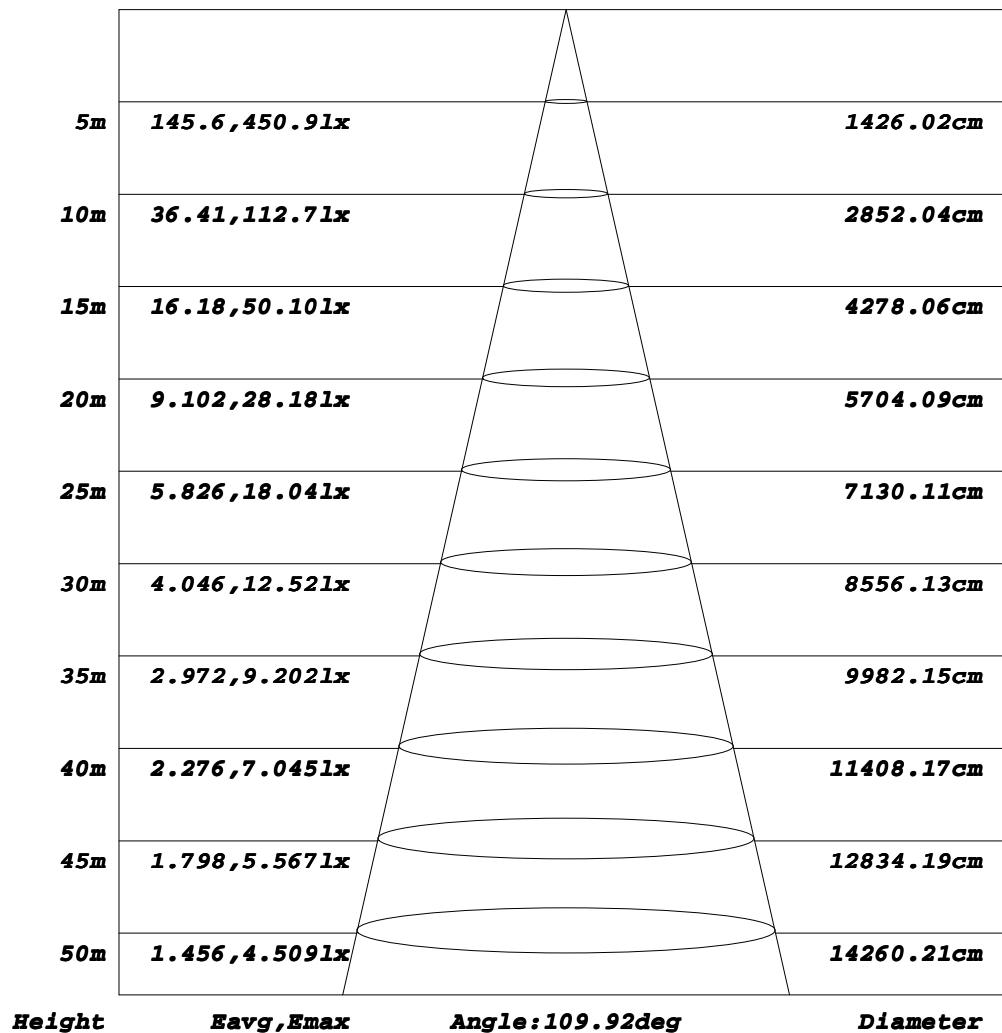 5m 145.6,450.9lx 1426.02cm
10m 36.41,112.7lx 2852.04cm
15m 16.18,50.10lx 4278.06cm
20m 9.102,28.18lx 5704.09cm
25m 5.826,18.04lx 7130.11cm
30m 4.046,12.52lx 8556.13cm
35m 2.972,9.202lx 9982.15cm
40m 2.276,7.045lx 11408.17cm
45m 1.798,5.567lx 12834.19cm
50m 1.456,4.509lx 14260.21cm
Height Eavg,Emax Angle:109.92deg Diameter